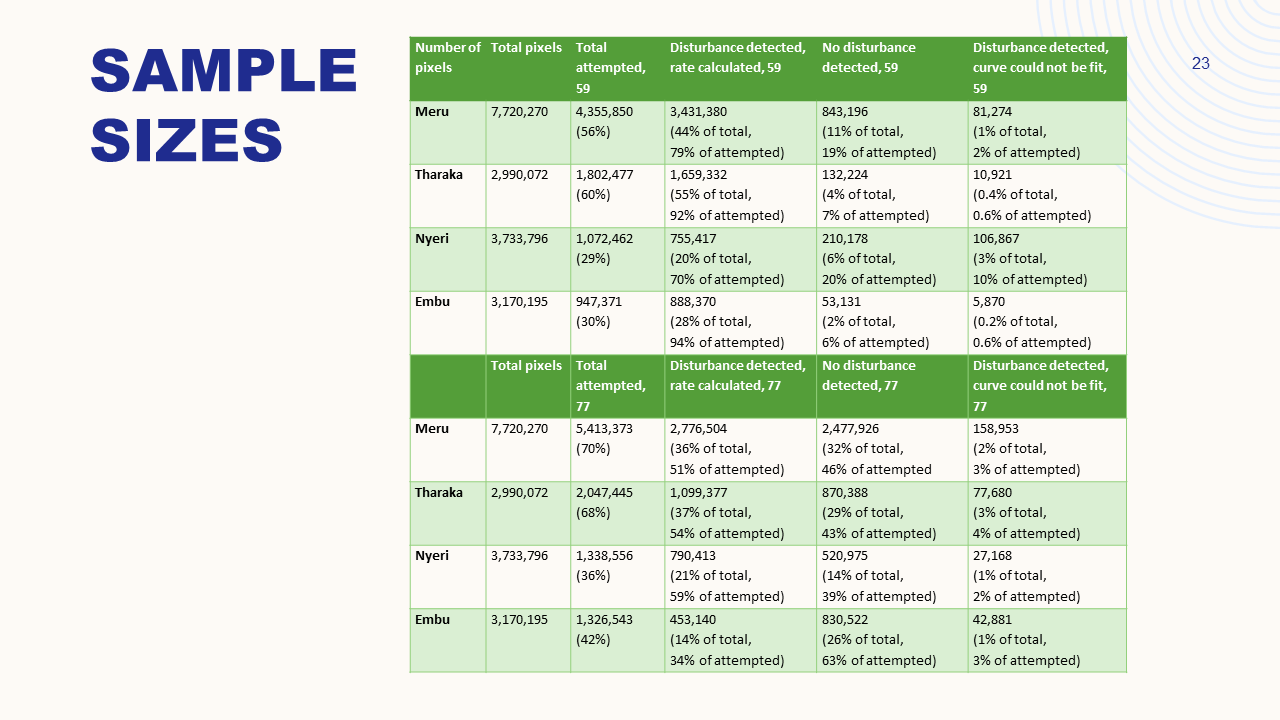 SAMPLE
SIZES
23
Number of pixels | Total pixels | Total attempted, 59 | Disturbance detected, rate calculated, 59 | No disturbance detected, 59 | Disturbance detected, curve could not be fit, 59
Meru | 7,720,270 | 4,355,850 (56%) | 3,431,380 (44% of total, 79% of attempted) | 843,196 (11% of total, 19% of attempted) | 81,274 (1% of total, 2% of attempted)
Tharaka | 2,990,072 | 1,802,477 (60%) | 1,659,332 (55% of total, 92% of attempted) | 132,224 (4% of total, 7% of attempted) | 10,921 (0.4% of total, 0.6% of attempted)
Nyeri | 3,733,796 | 1,072,462 (29%) | 755,417 (20% of total, 70% of attempted) | 210,178 (6% of total, 20% of attempted) | 106,867 (3% of total, 10% of attempted)
Embu | 3,170,195 | 947,371 (30%) | 888,370 (28% of total, 94% of attempted) | 53,131 (2% of total, 6% of attempted) | 5,870 (0.2% of total, 0.6% of attempted)
Total pixels | Total attempted, 77 | Disturbance detected, rate calculated, 77 | No disturbance detected, 77 | Disturbance detected, curve could not be fit, 77
Meru | 7,720,270 | 5,413,373 (70%) | 2,776,504 (36% of total, 51% of attempted) | 2,477,926 (32% of total, 46% of attempted | 158,953 (2% of total, 3% of attempted)
Tharaka | 2,990,072 | 2,047,445 (68%) | 1,099,377 (37% of total, 54% of attempted) | 870,388 (29% of total, 43% of attempted) | 77,680 (3% of total, 4% of attempted)
Nyeri | 3,733,796 | 1,338,556 (36%) | 790,413 (21% of total, 59% of attempted) | 520,975 (14% of total, 39% of attempted) | 27,168 (1% of total, 2% of attempted)
Embu | 3,170,195 | 1,326,543 (42%) | 453,140 (14% of total, 34% of attempted) | 830,522 (26% of total, 63% of attempted) | 42,881 (1% of total, 3% of attempted)